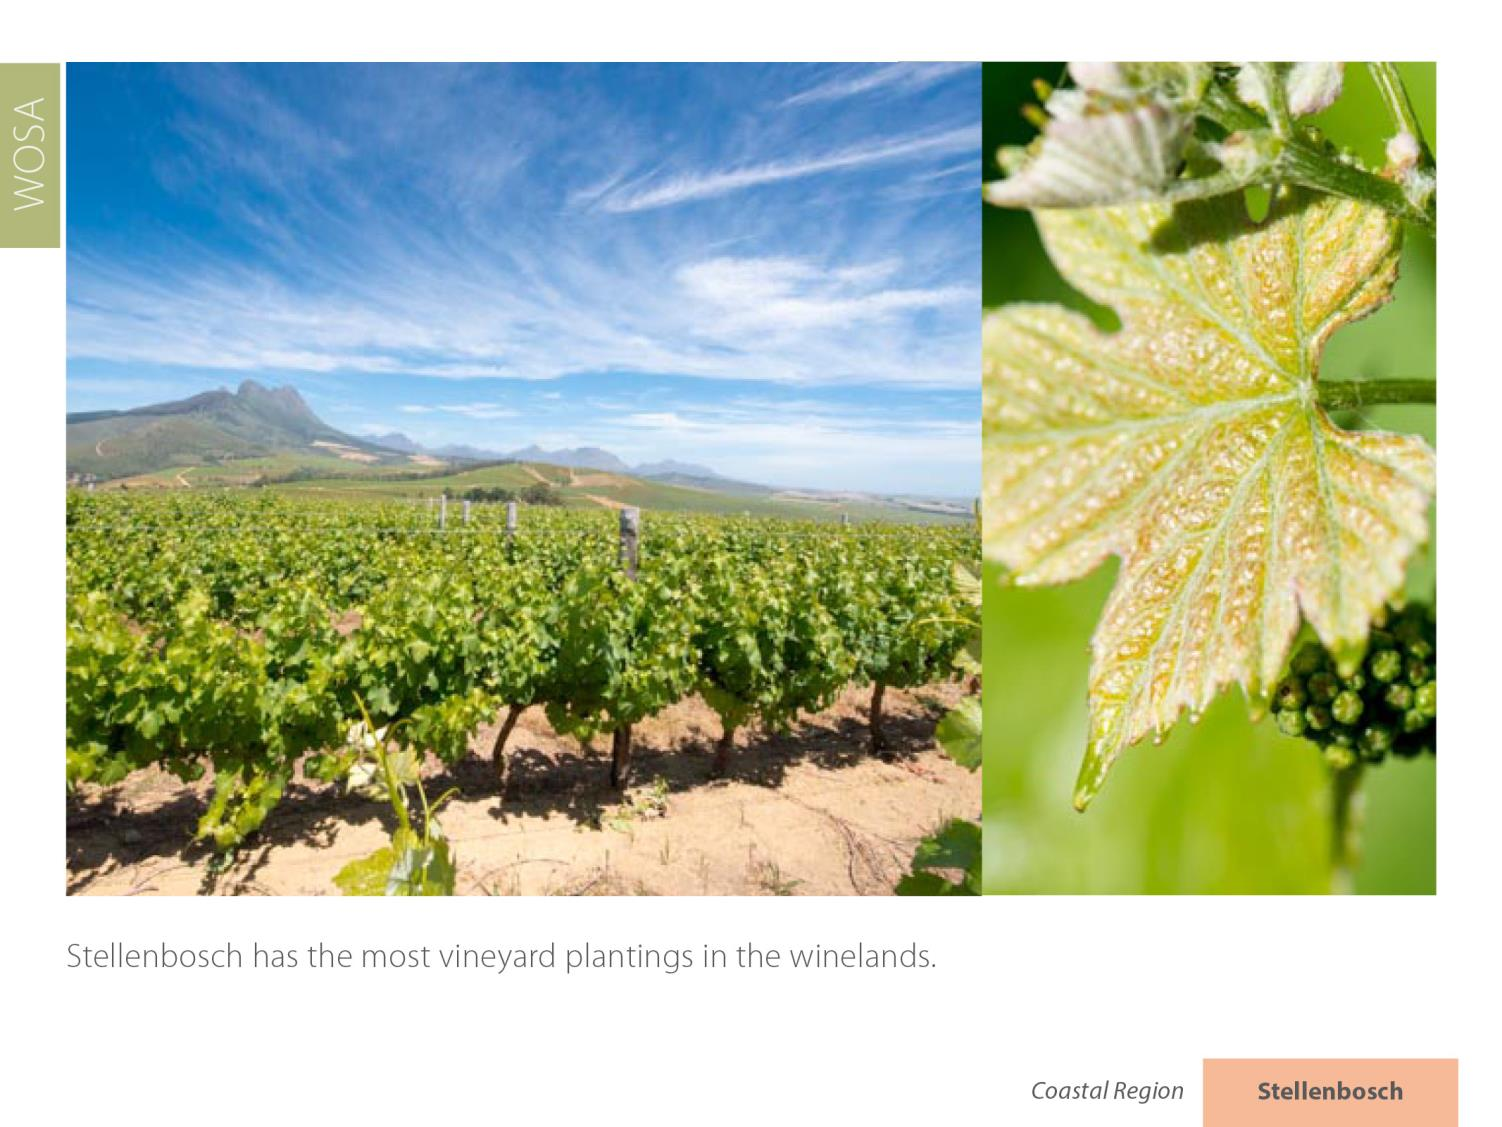 WOSA
Stellenbosch has the most vineyard plantings in the winelands.
Coastal Region
Stellenbosch